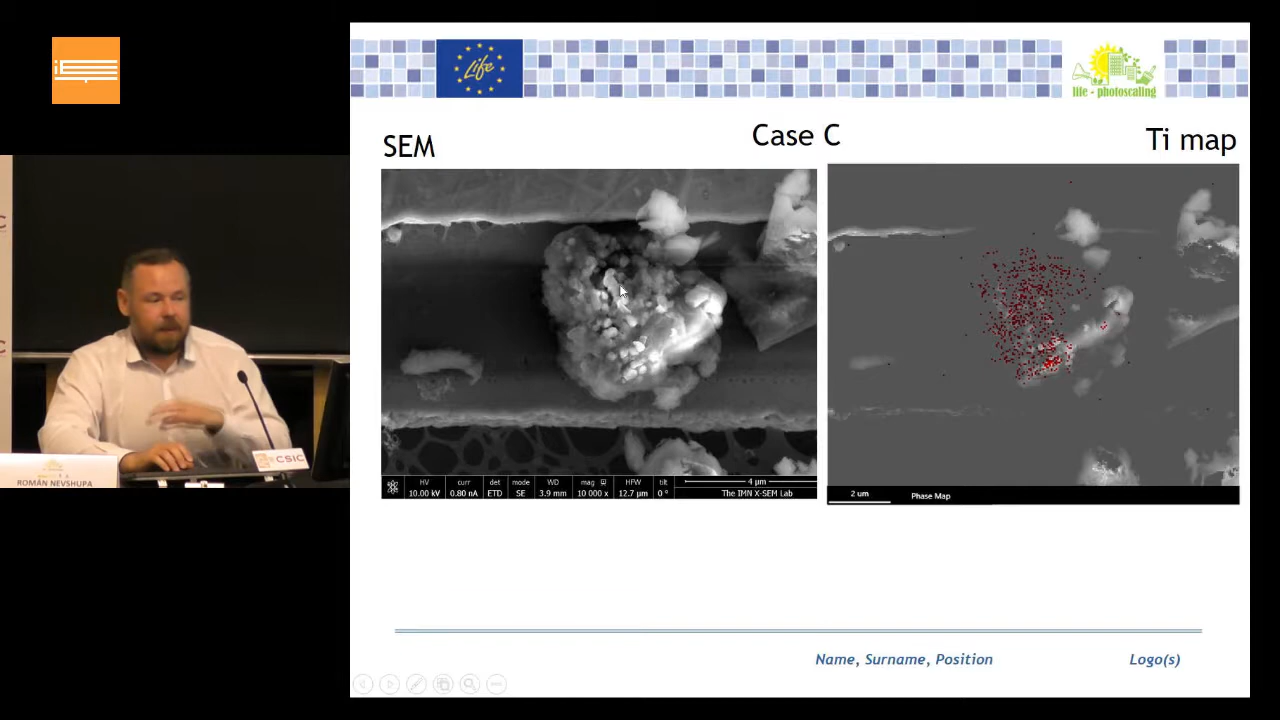 Life
life - photoscaling
SEM
Case C
Ti map
HV
curr
det
mode
WD
mag
HFW
tilt
4 µm
10.00 kV
0.80 nA
ETD
SE
3.9 mm
10 000 x
12.7 µm
0 °
The IMN X-SEM Lab
2 um
Phase Map
CSIC
ROMÁN NEVSHUPA
Name, Surname, Position
Logo(s)